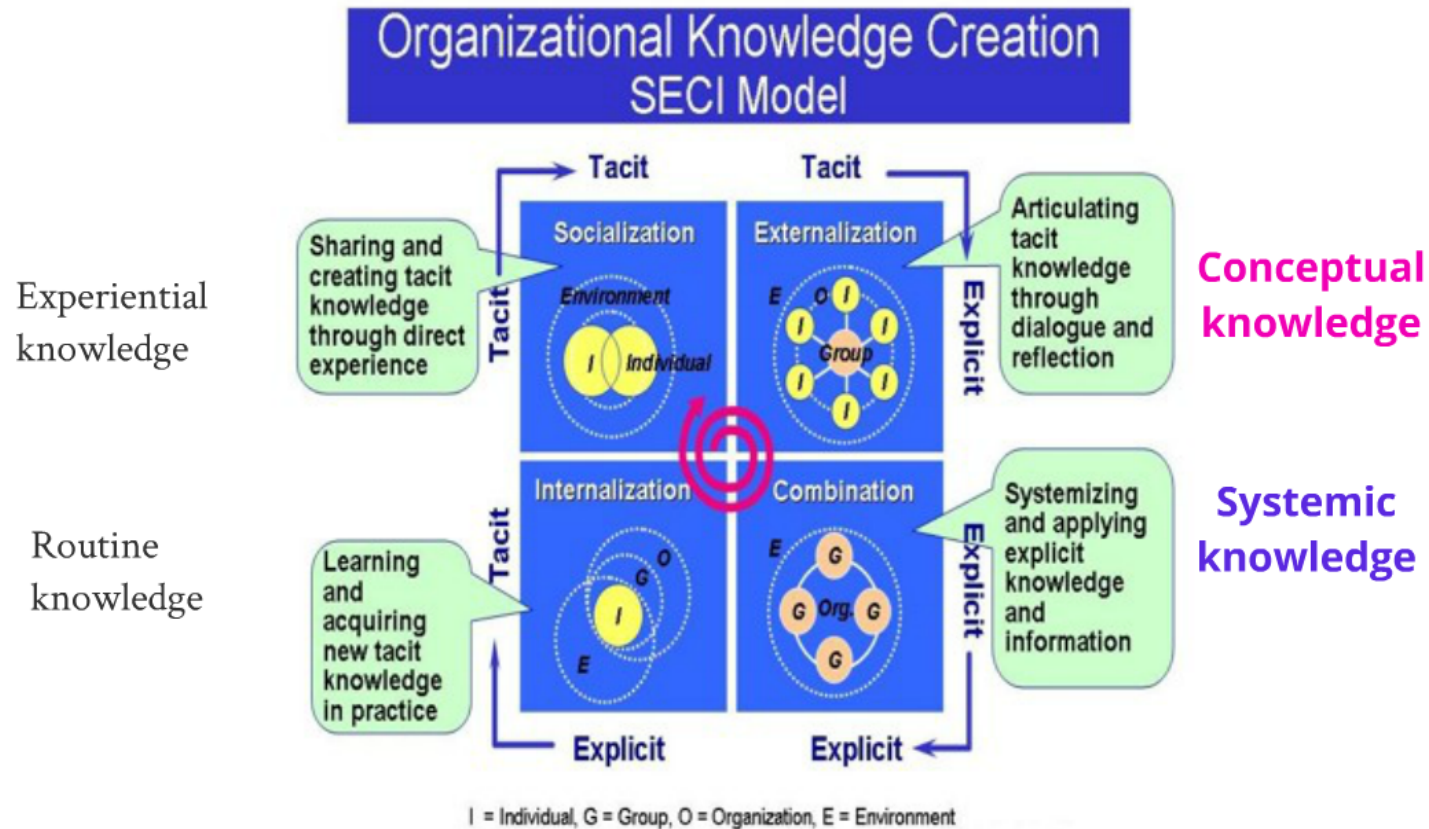 Organizational Knowledge Creation
SECI Model
Tacit
Tacit
Experiential
knowledge
Sharing and
creating tacit
knowledge
through direct
experience
Tacit
Socialization
Environment
I
Individual
Externalization
E
O
I
I
I
Group
I
I
I
Explicit
Articulating
tacit
knowledge
through
dialogue and
reflection
Conceptual
knowledge
Routine
knowledge
Learning
and
acquiring
new tacit
knowledge
in practice
Tacit
Internalization
O
G
I
E
Combination
E
G
G
Org.
G
G
Explicit
Systemizing
and applying
explicit
knowledge
and
information
Systemic
knowledge
Explicit
Explicit
I = Individual, G = Group, O = Organization, E = Environment